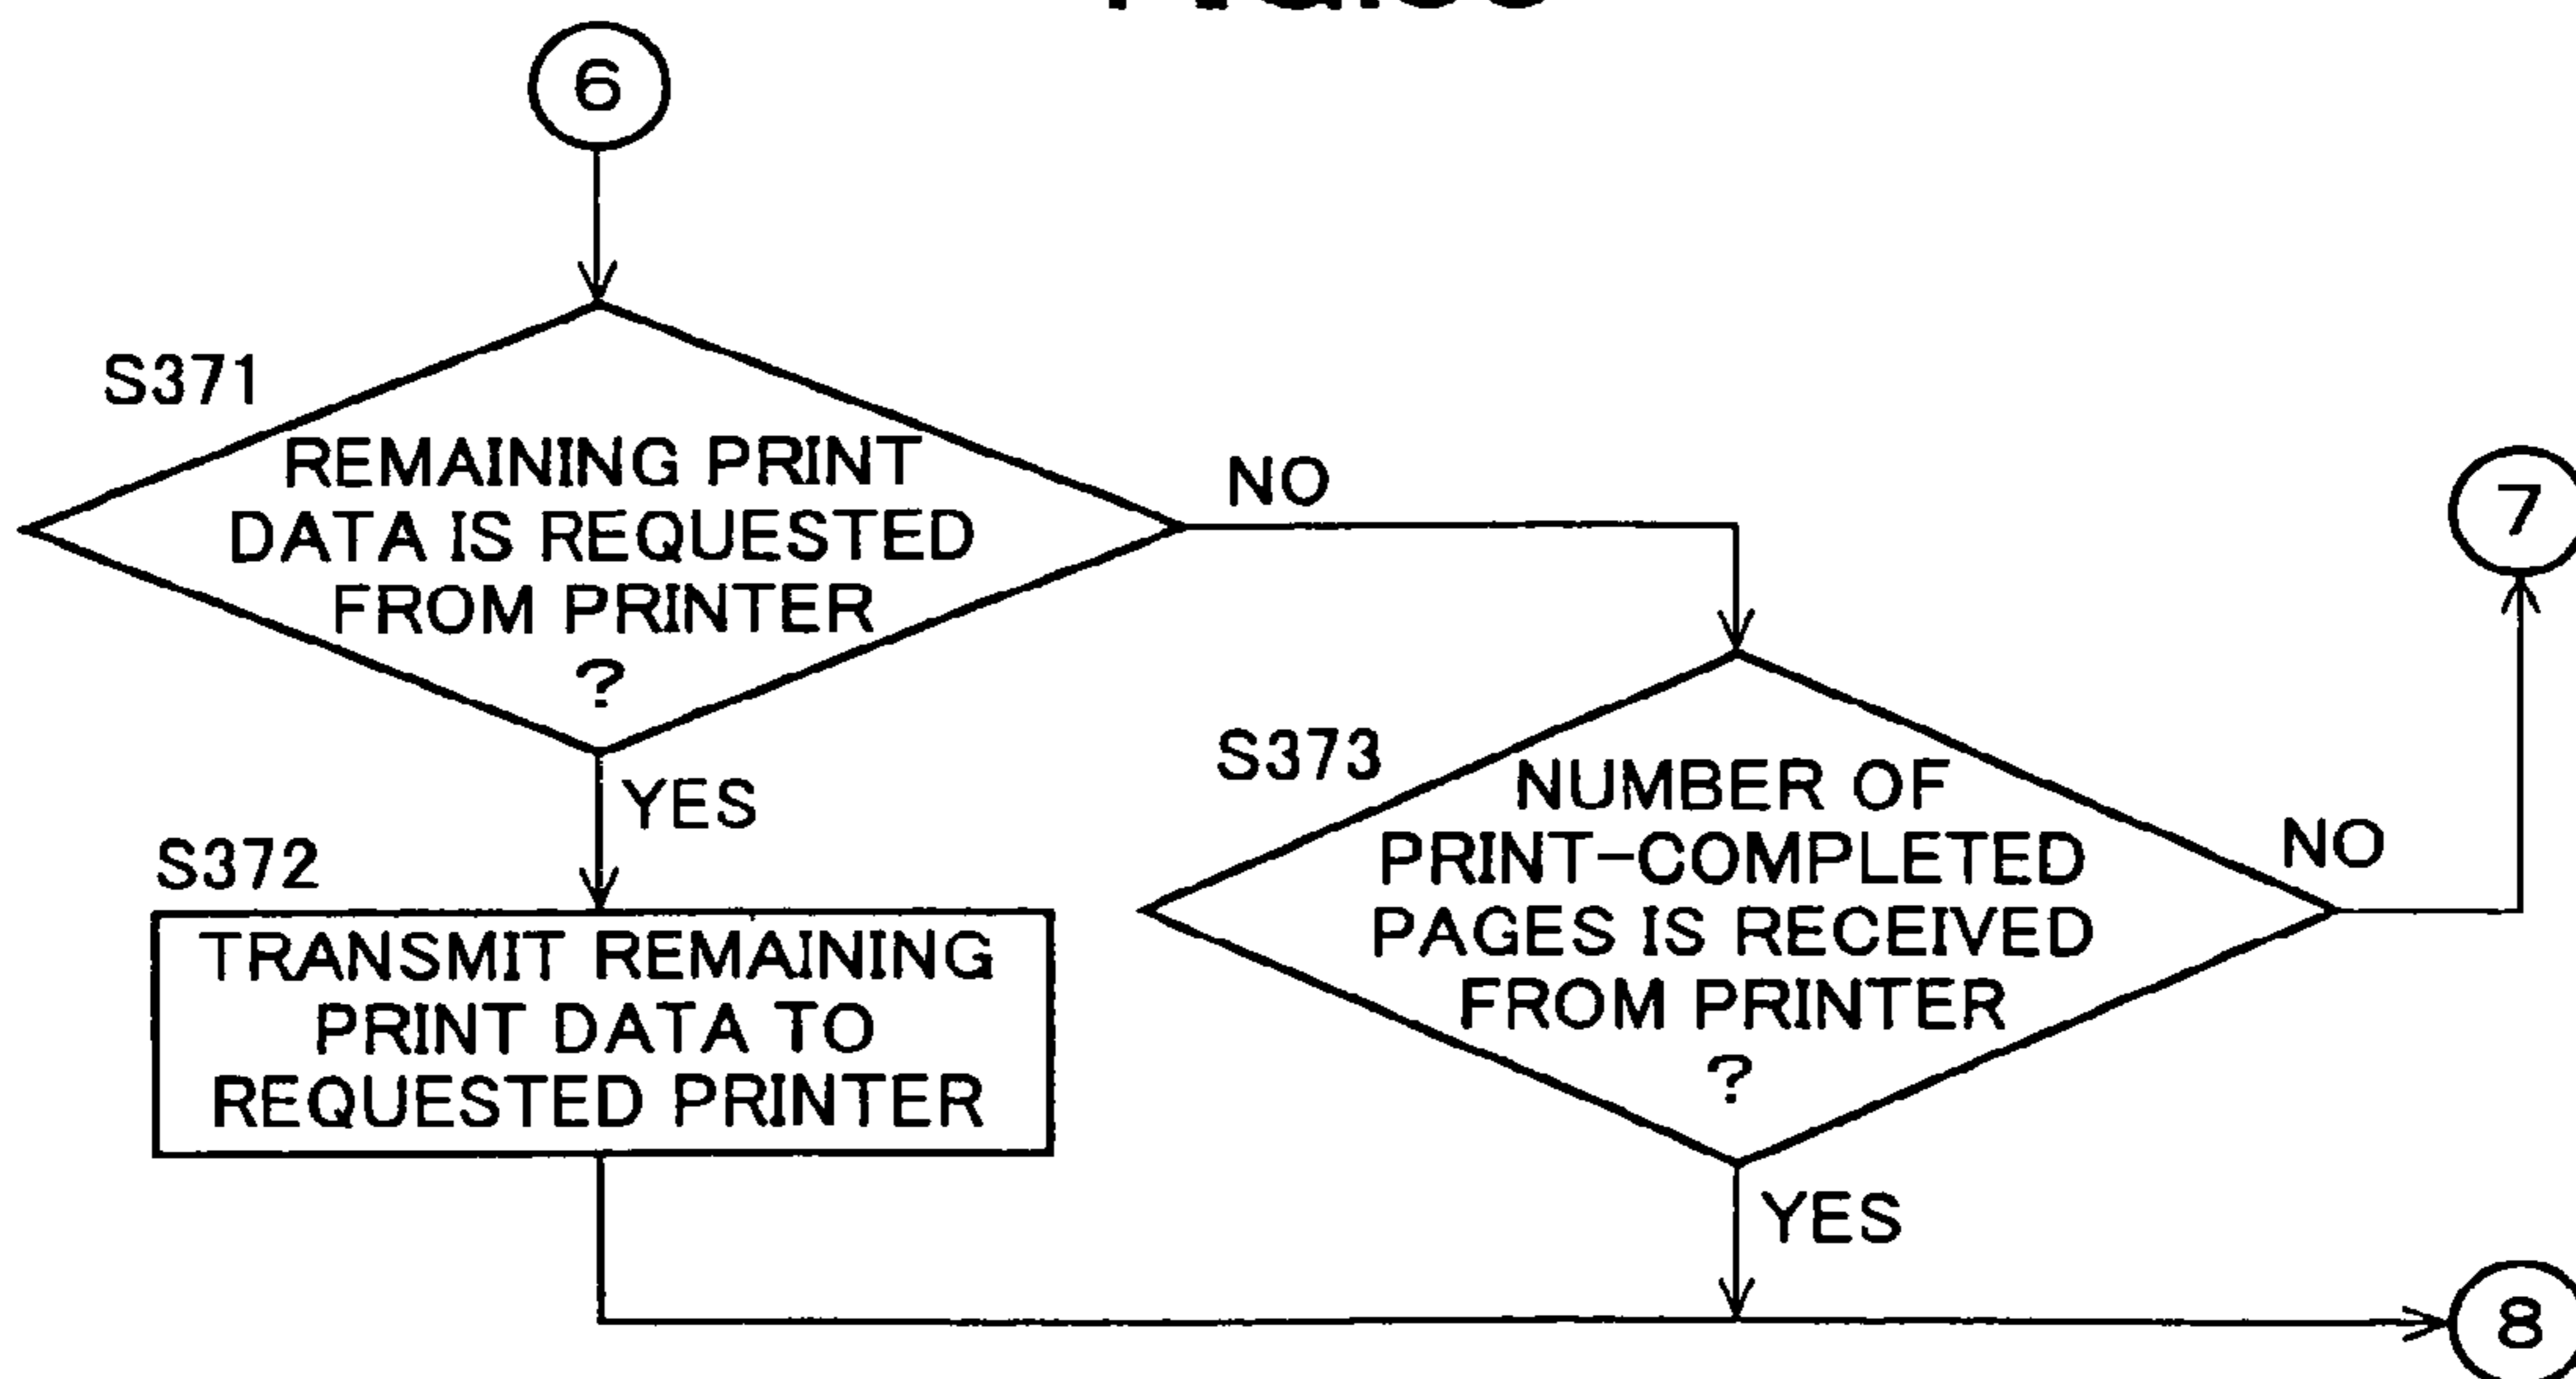 6
S371
REMAINING PRINT
DATA IS REQUESTED
FROM PRINTER
?
NO
YES
S372
TRANSMIT REMAINING
PRINT DATA TO
REQUESTED PRINTER
S373
NUMBER OF
PRINT-COMPLETED
PAGES IS RECEIVED
FROM PRINTER
?
NO
7
YES
8